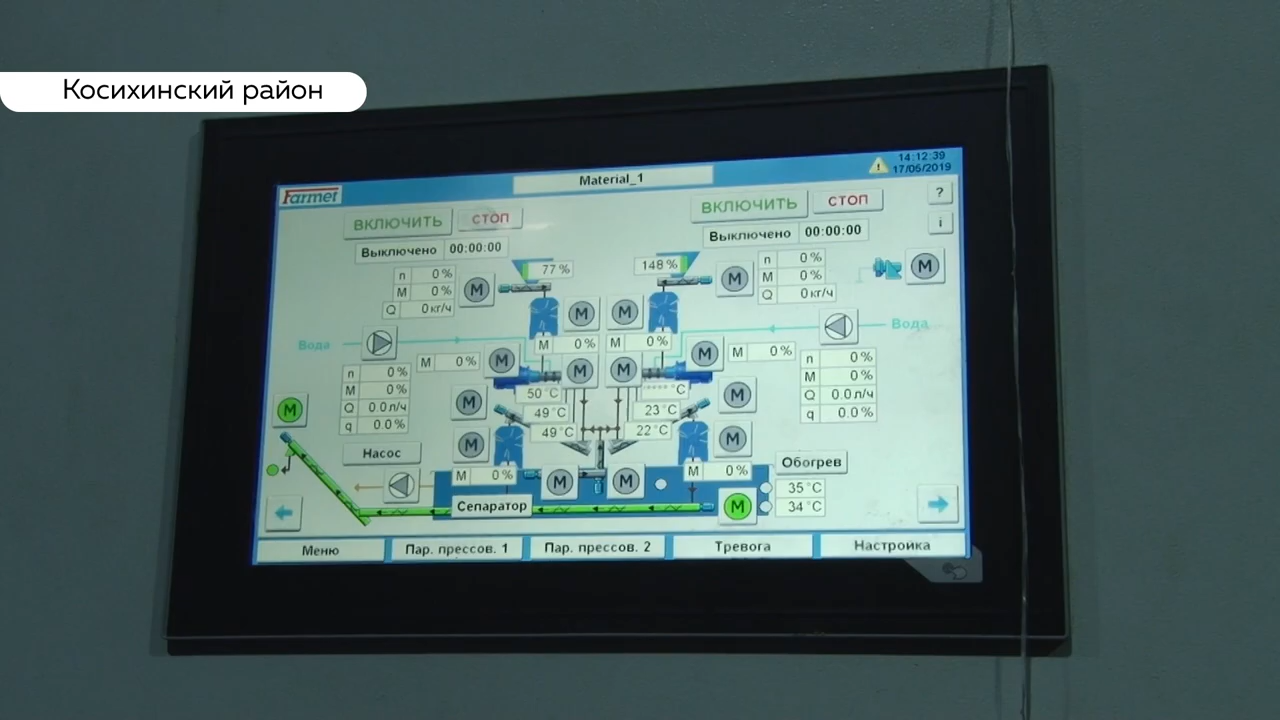 Косихинский район
14:12:39
17/05/2019
Farmet
Material_1
?
i
ВКЛЮЧИТЬ СТОП
ВКЛЮЧИТЬ СТОП
Выключено 00:00:00
Выключено 00:00:00
n 0 %
M 0 %
Q 0 кг/ч
M
77 %
148 %
M
n 0 %
M 0 %
Q 0 кг/ч
M
M
M
Вода
Вода
M 0 %
M 0 %
M 0 %
M
M
M
M
M 0 %
n 0 %
M 0 %
Q 0.0 л/ч
q 0.0 %
n 0 %
M 0 %
Q 0.0 л/ч
q 0.0 %
50 °C
°C
49 °C
23 °C
49 °C
22 °C
M
M
M
M
M
Насос
M 0 %
M
M
M 0 %
Обогрев
35 °C
34 °C
Сепаратор
M
Меню
Пар. прессов. 1
Пар. прессов. 2
Тревога
Настройка